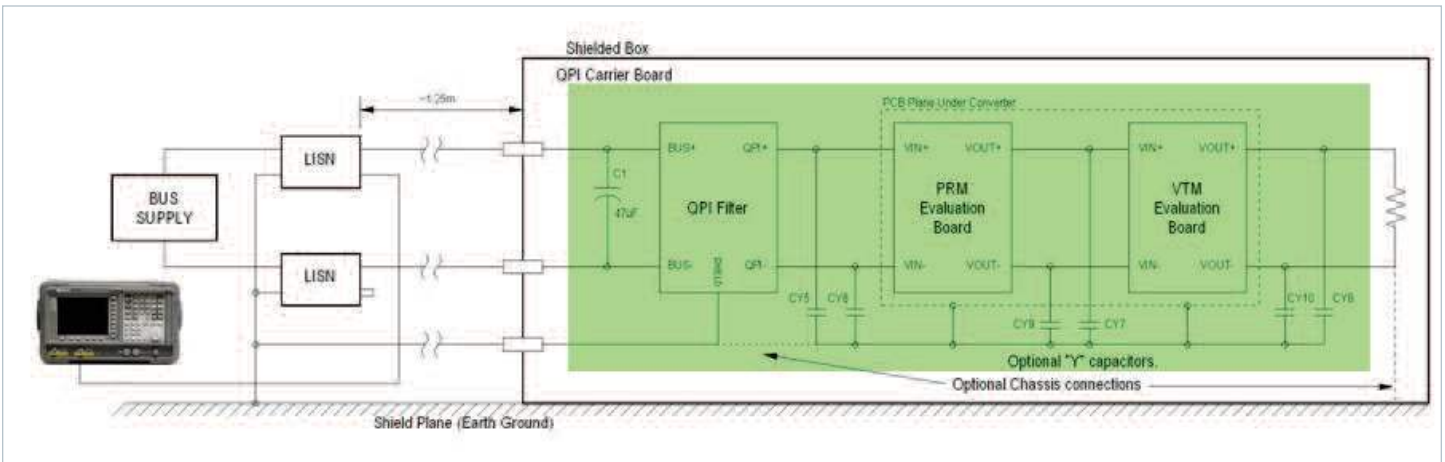 Shielded Box
QPI Carrier Board
~1.25m
PCB Plane Under Converter
LISN
BUS+
QPI+
VIN+
VOUT+
VIN+
VOUT+
C1
BUS
SUPPLY
47uF
QPI Filter
PRM
Evaluation
Board
VTM
Evaluation
Board
LISN
BUS-
SHIELD
QPI-
VIN-
VOUT-
VIN-
VOUT-
CY5
CY9
CY7
CY10
Optional "Y" capacitors.
Optional Chassis connections
Shield Plane (Earth Ground)